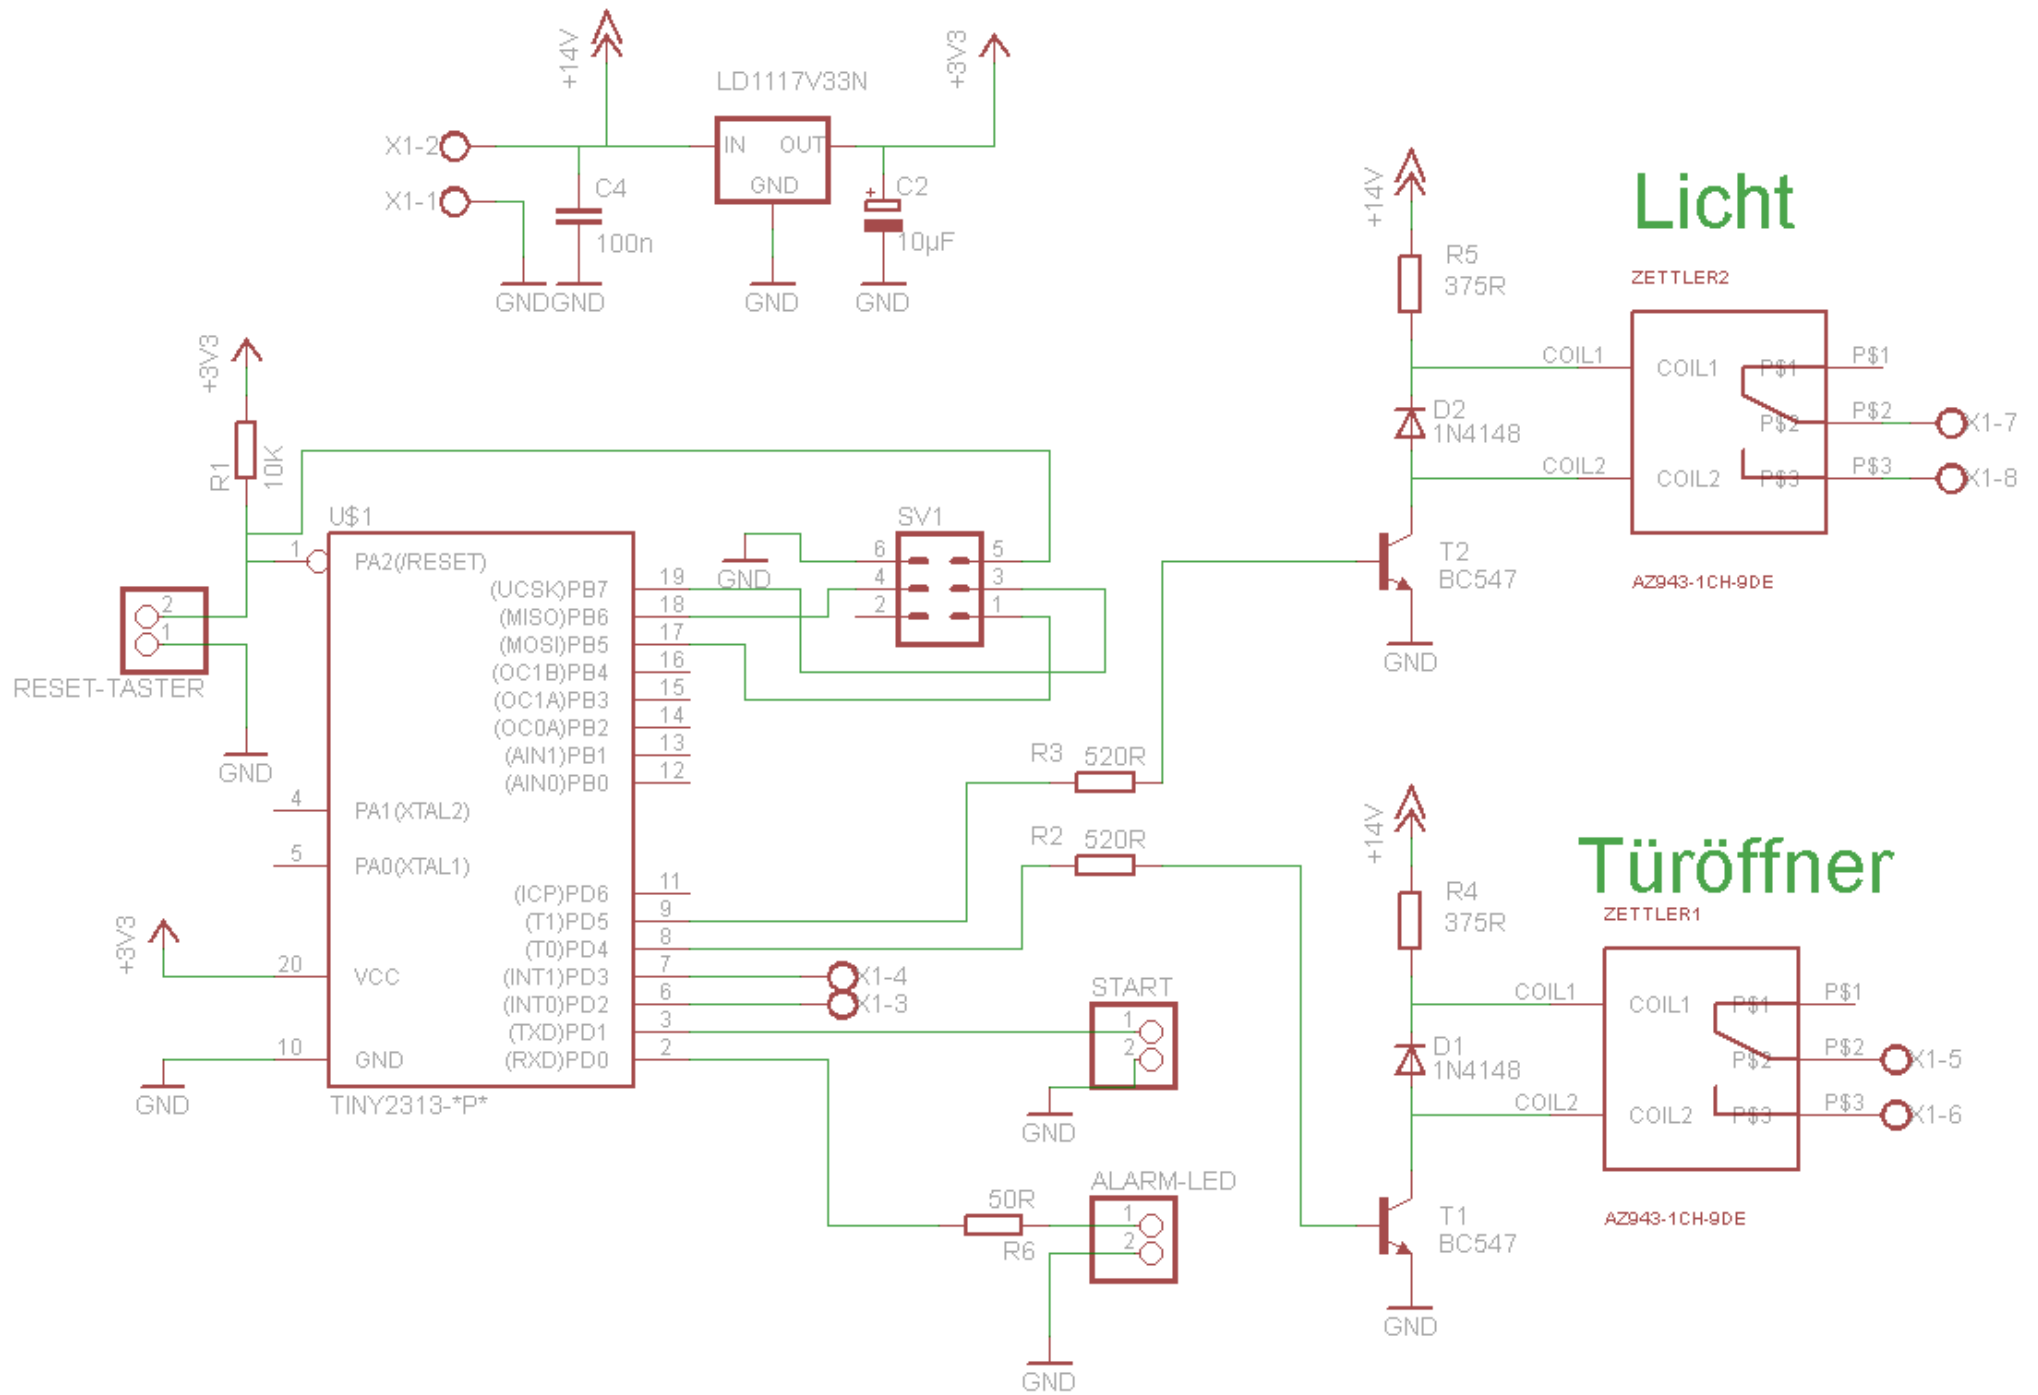 +14V
+3V3
LD1117V33N
X1-2
IN
OUT
GND
X1-1
C4
100n
+
C2
10µF
GND
GND
GND
GND
+14V
Licht
R5
375R
ZETTLER2
COIL1
COIL1
P$1
P$1
D2
1N4148
P$2
P$2
X1-7
COIL2
COIL2
P$3
P$3
X1-8
T2
BC547
AZ943-1CH-9DE
GND
+3V3
R1
10K
U$1
SV1
1
PA2(/RESET)
GND
6
5
4
3
2
1
(UCSK)PB7
19
(MISO)PB6
18
(MOSI)PB5
17
(OC1B)PB4
16
(OC1A)PB3
15
(OC0A)PB2
14
(AIN1)PB1
13
(AIN0)PB0
12
2
1
RESET-TASTER
GND
4
PA1(XTAL2)
5
PA0(XTAL1)
R3
520R
R2
520R
(ICP)PD6
11
(T1)PD5
9
(T0)PD4
8
+3V3
20
VCC
(INT1)PD3
7
X1-4
(INT0)PD2
6
X1-3
(TXD)PD1
3
10
GND
(RXD)PD0
2
GND
TINY2313-*P*
START
1
2
GND
50R
R6
ALARM-LED
1
2
GND
+14V
Türöffner
R4
375R
ZETTLER1
COIL1
COIL1
P$1
P$1
D1
1N4148
P$2
P$2
X1-5
COIL2
COIL2
P$3
P$3
X1-6
T1
BC547
AZ943-1CH-9DE
GND